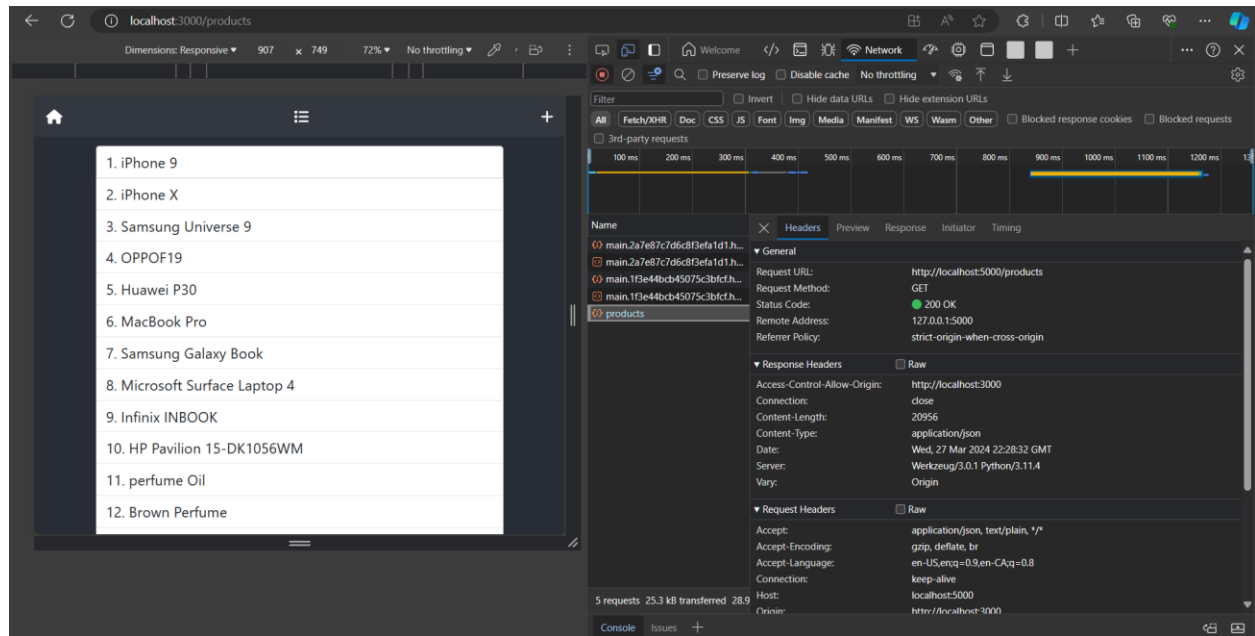 localhost:3000/products
Dimensions: Responsive 907 x 749 72% No throttling
1. iPhone 9
2. iPhone X
3. Samsung Universe 9
4. OPPOF19
5. Huawei P30
6. MacBook Pro
7. Samsung Galaxy Book
8. Microsoft Surface Laptop 4
9. Infinix INBOOK
10. HP Pavilion 15-DK1056WM
11. perfume Oil
12. Brown Perfume
Welcome Network
Preserve log Disable cache No throttling
Filter Invert Hide data URLs Hide extension URLs
All Fetch/XHR Doc CSS JS Font Img Media Manifest WS Wasm Other Blocked response cookies Blocked requests
3rd-party requests
100 ms 200 ms 300 ms 400 ms 500 ms 600 ms 700 ms 800 ms 900 ms 1000 ms 1100 ms 1200 ms 13
Name
main.2a7e87c7d6c8f3efa1d1.h...
main.2a7e87c7d6c8f3efa1d1.h...
main.1f3e44bcb45075c3bfcf.h...
main.1f3e44bcb45075c3bfcf.h...
products
5 requests 25.3 kB transferred 28.9
Headers Preview Response Initiator Timing
General
Request URL: http://localhost:5000/products
Request Method: GET
Status Code: 200 OK
Remote Address: 127.0.0.1:5000
Referrer Policy: strict-origin-when-cross-origin
Response Headers Raw
Access-Control-Allow-Origin: http://localhost:3000
Connection: close
Content-Length: 20956
Content-Type: application/json
Date: Wed, 27 Mar 2024 22:28:32 GMT
Server: Werkzeug/3.0.1 Python/3.11.4
Vary: Origin
Request Headers Raw
Accept: application/json, text/plain, */*
Accept-Encoding: gzip, deflate, br
Accept-Language: en-US,en;q=0.9,en-CA;q=0.8
Connection: keep-alive
Host: localhost:5000
Origin: http://localhost:3000
Console Issues